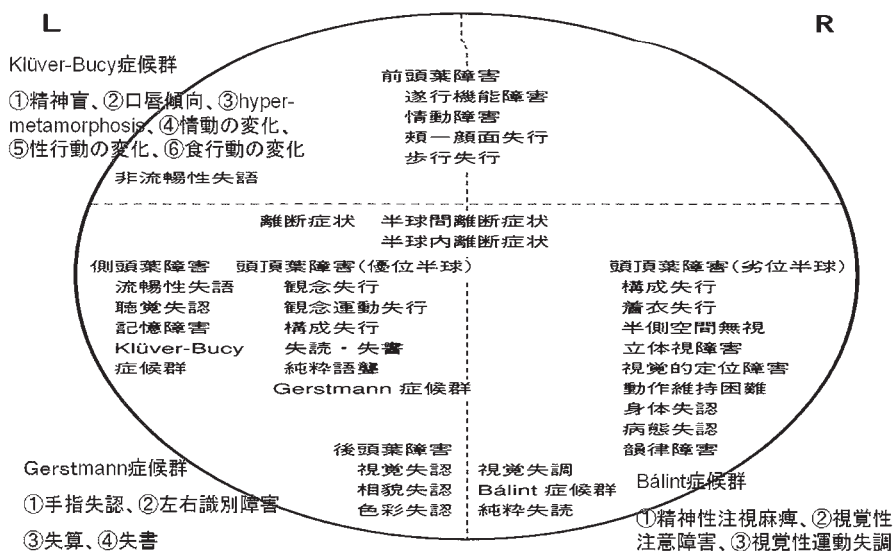 L
R
Klüver-Bucy症候群
①精神盲、②口唇傾向、③hyper-
metamorphosis、④情動の変化、
⑤性行動の変化、⑥食行動の変化
非流暢性失語
前頭葉障害
遂行機能障害
情動障害
頬ー顔面失行
歩行失行
離断症状 半球間離断症状
半球内離断症状
側頭葉障害
流暢性失語
聴覚失認
記憶障害
Klüver-Bucy
症候群
頭頂葉障害(優位半球)
観念失行
観念運動失行
構成失行
失読・失書
純粋語聾
Gerstmann 症候群
頭頂葉障害(劣位半球)
構成失行
着衣失行
半側空間無視
立体視障害
視覚的定位障害
動作維持困難
身体失認
病態失認
韻律障害
後頭葉障害
視覚失認 視覚失調
相貌失認 Bálint 症候群
色彩失認 純粋失読
Gerstmann症候群
①手指失認、②左右識別障害
③失算、④失書
Bálint症候群
①精神性注視麻痺、②視覚性
注意障害、③視覚性運動失調